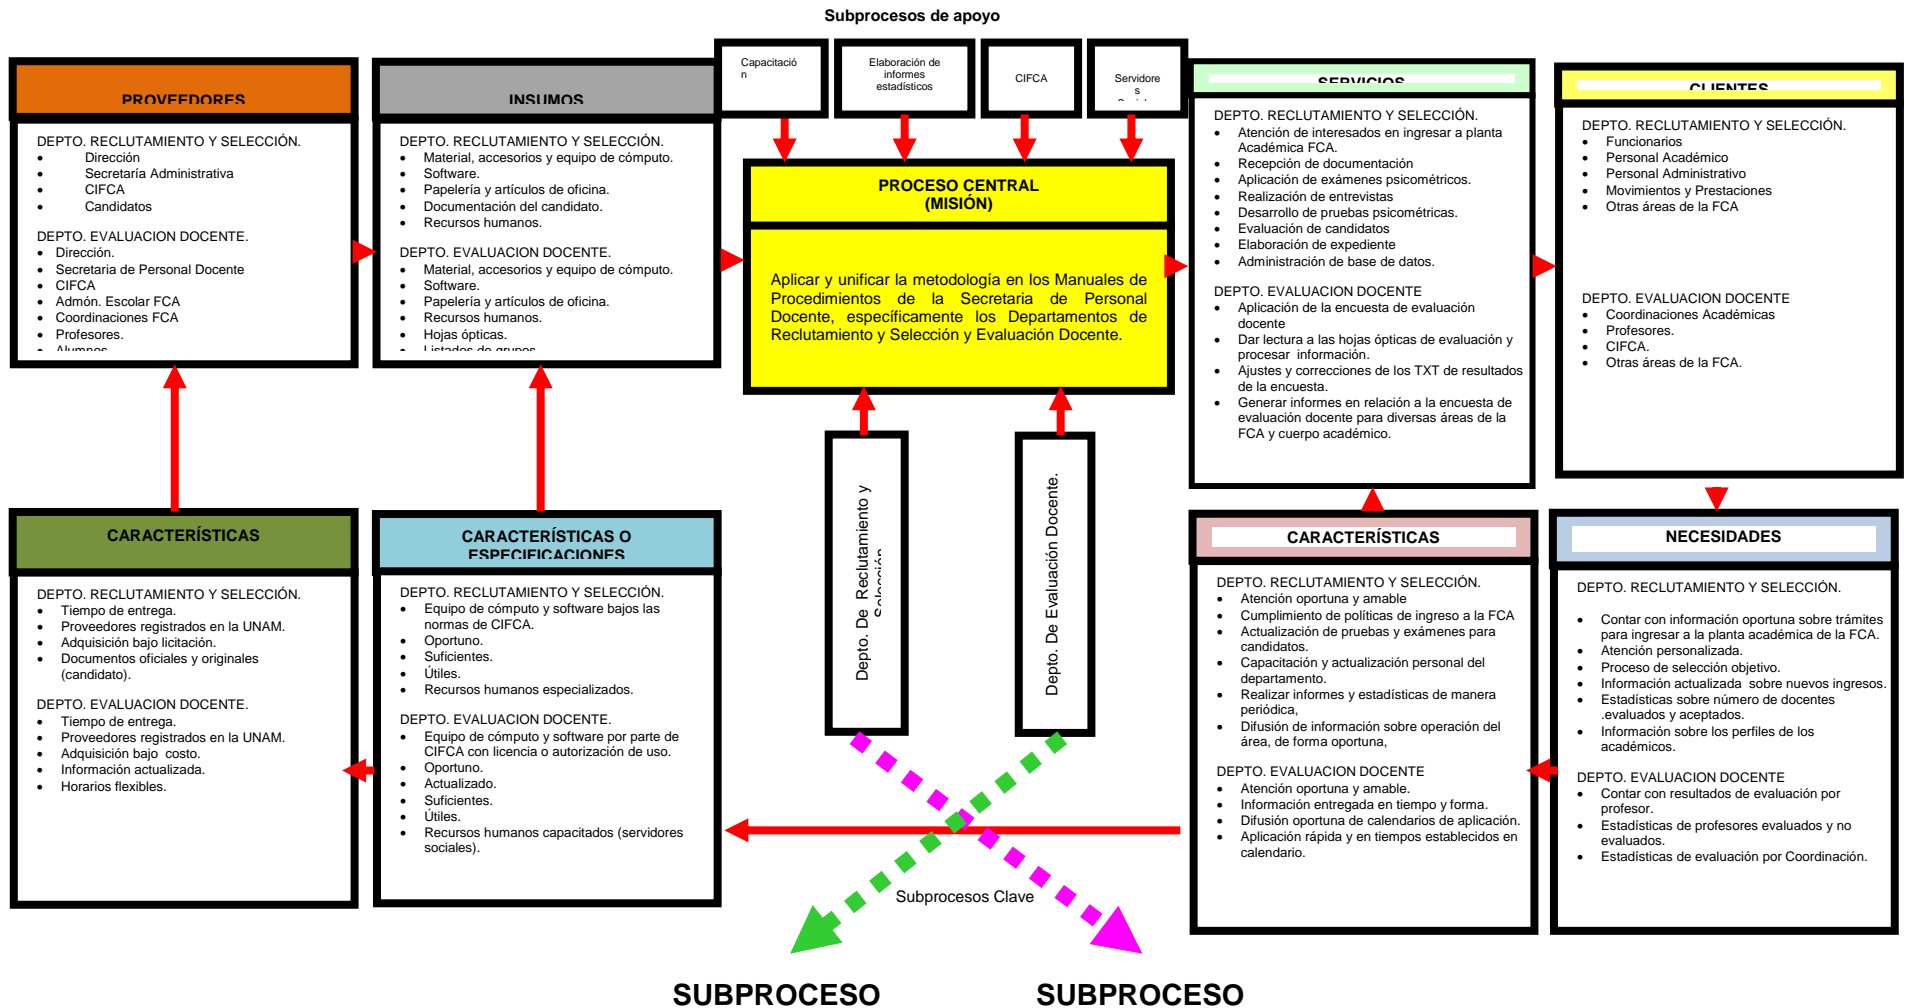 Subprocesos de apoyo
Capacitació
n
Elaboración de
informes
estadísticos
CIFCA
Servidore
s
PROVEEDORES
DEPTO. RECLUTAMIENTO Y SELECCIÓN.
• Dirección
• Secretaría Administrativa
• CIFCA
• Candidatos
DEPTO. EVALUACION DOCENTE.
• Dirección.
• Secretaria de Personal Docente
• CIFCA
• Admón. Escolar FCA
• Coordinaciones FCA
• Profesores.
• Alumnos
INSUMOS
DEPTO. RECLUTAMIENTO Y SELECCIÓN.
• Material, accesorios y equipo de cómputo.
• Software.
• Papelería y artículos de oficina.
• Documentación del candidato.
• Recursos humanos.
DEPTO. EVALUACION DOCENTE.
• Material, accesorios y equipo de cómputo.
• Software.
• Papelería y artículos de oficina.
• Recursos humanos.
• Hojas ópticas.
• Listados de grupos
PROCESO CENTRAL
(MISIÓN)
Aplicar y unificar la metodología en los Manuales de
Procedimientos de la Secretaria de Personal
Docente, específicamente los Departamentos de
Reclutamiento y Selección y Evaluación Docente.
SERVICIOS
DEPTO. RECLUTAMIENTO Y SELECCIÓN.
• Atención de interesados en ingresar a planta
Académica FCA.
• Recepción de documentación
• Aplicación de exámenes psicométricos.
• Realización de entrevistas
• Desarrollo de pruebas psicométricas.
• Evaluación de candidatos
• Elaboración de expediente
• Administración de base de datos.
DEPTO. EVALUACION DOCENTE
• Aplicación de la encuesta de evaluación
docente
• Dar lectura a las hojas ópticas de evaluación y
procesar información.
• Ajustes y correcciones de los TXT de resultados
de la encuesta.
• Generar informes en relación a la encuesta de
evaluación docente para diversas áreas de la
FCA y cuerpo académico.
CLIENTES
DEPTO. RECLUTAMIENTO Y SELECCIÓN.
• Funcionarios
• Personal Académico
• Personal Administrativo
• Movimientos y Prestaciones
• Otras áreas de la FCA
DEPTO. EVALUACION DOCENTE
• Coordinaciones Académicas
• Profesores.
• CIFCA.
• Otras áreas de la FCA.
CARACTERÍSTICAS
DEPTO. RECLUTAMIENTO Y SELECCIÓN.
• Tiempo de entrega.
• Proveedores registrados en la UNAM.
• Adquisición bajo licitación.
• Documentos oficiales y originales
(candidato).
DEPTO. EVALUACION DOCENTE.
• Tiempo de entrega.
• Proveedores registrados en la UNAM.
• Adquisición bajo costo.
• Información actualizada.
• Horarios flexibles.
CARACTERÍSTICAS O
ESPECIFICACIONES
DEPTO. RECLUTAMIENTO Y SELECCIÓN.
• Equipo de cómputo y software bajos las
normas de CIFCA.
• Oportuno.
• Suficientes.
• Útiles.
• Recursos humanos especializados.
DEPTO. EVALUACION DOCENTE.
• Equipo de cómputo y software por parte de
CIFCA con licencia o autorización de uso.
• Oportuno.
• Actualizado.
• Suficientes.
• Útiles.
• Recursos humanos capacitados (servidores
sociales).
Depto. De Reclutamiento y
Selección
Depto. De Evaluación Docente.
CARACTERÍSTICAS
DEPTO. RECLUTAMIENTO Y SELECCIÓN.
• Atención oportuna y amable
• Cumplimiento de políticas de ingreso a la FCA
• Actualización de pruebas y exámenes para
candidatos.
• Capacitación y actualización personal del
departamento.
• Realizar informes y estadísticas de manera
periódica,
• Difusión de información sobre operación del
área, de forma oportuna,
DEPTO. EVALUACION DOCENTE
• Atención oportuna y amable.
• Información entregada en tiempo y forma.
• Difusión oportuna de calendarios de aplicación.
• Aplicación rápida y en tiempos establecidos en
calendario.
NECESIDADES
DEPTO. RECLUTAMIENTO Y SELECCIÓN.
• Contar con información oportuna sobre trámites
para ingresar a la planta académica de la FCA.
• Atención personalizada.
• Proceso de selección objetivo.
• Información actualizada sobre nuevos ingresos.
• Estadísticas sobre número de docentes
.evaluados y aceptados.
• Información sobre los perfiles de los
académicos.
DEPTO. EVALUACION DOCENTE
• Contar con resultados de evaluación por
profesor.
• Estadísticas de profesores evaluados y no
evaluados.
• Estadísticas de evaluación por Coordinación.
Subprocesos Clave
SUBPROCESO
SUBPROCESO